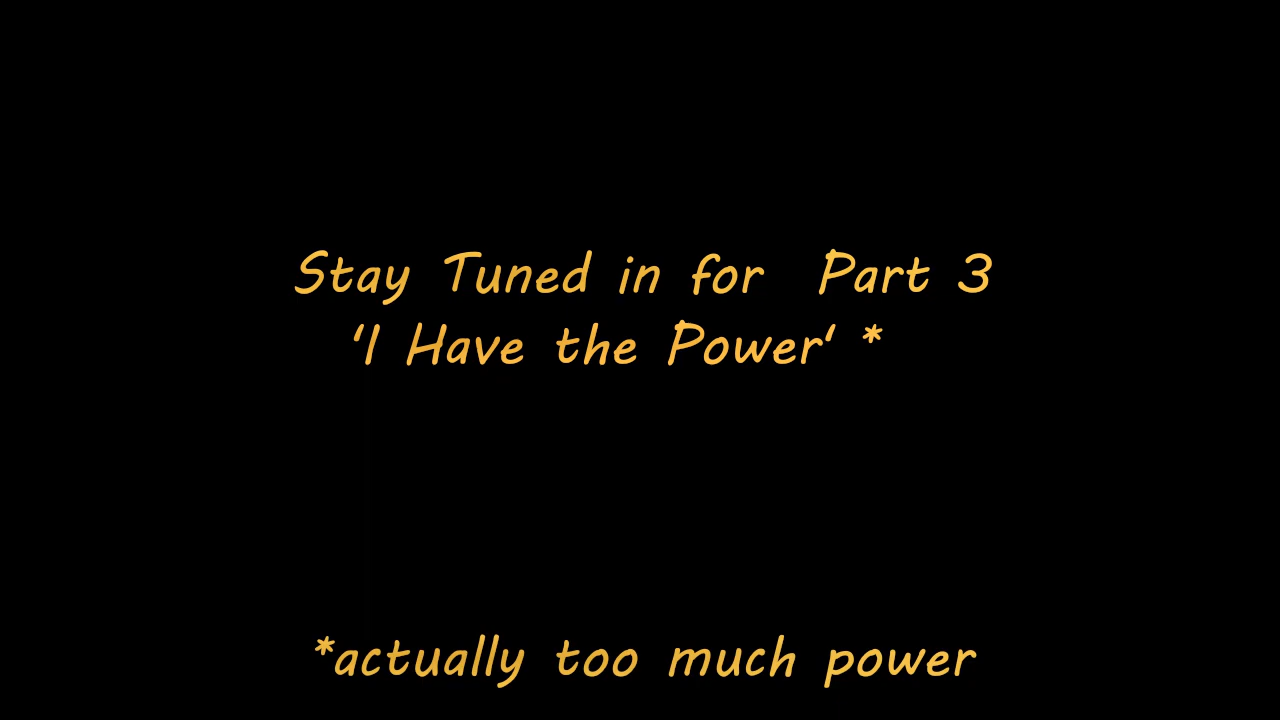 Stay Tuned in for Part 3
'I Have the Power' *
*actually too much power